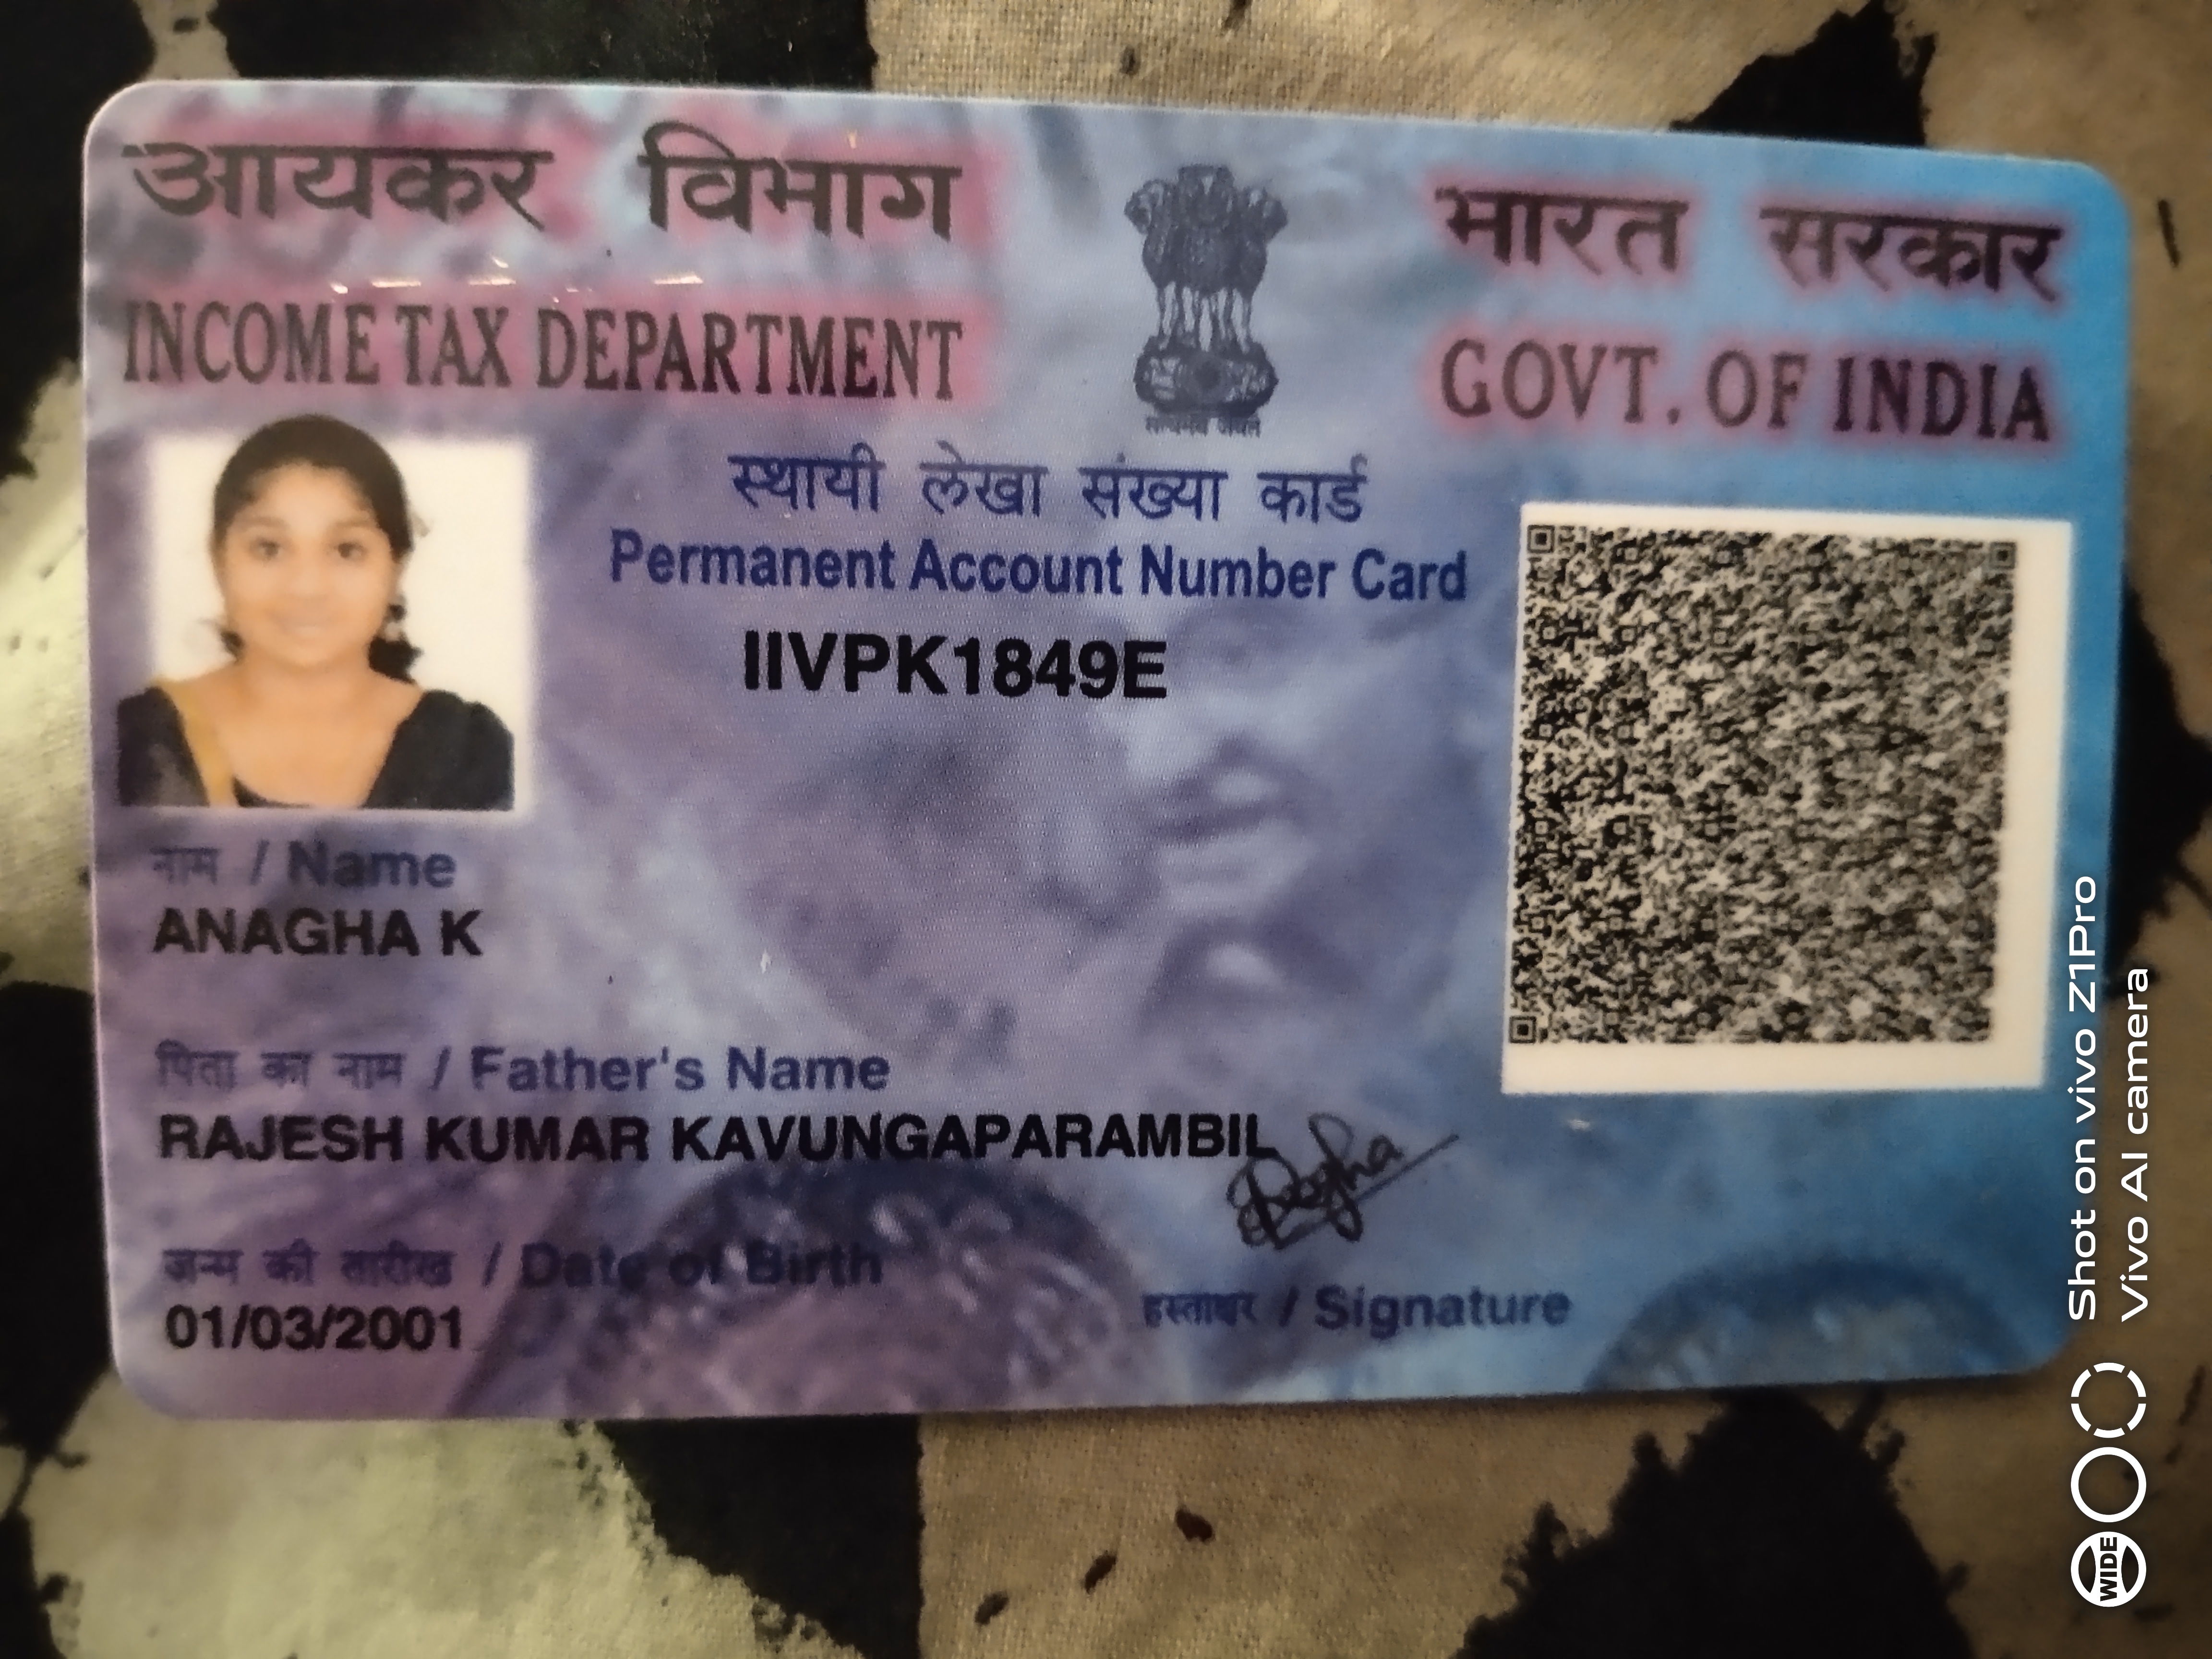 आयकर विभाग
INCOME TAX DEPARTMENT
भारत सरकार
GOVT. OF INDIA
स्थायी लेखा संख्या कार्ड
Permanent Account Number Card
IIVPK1849E
नाम / Name
ANAGHA K
पिता का नाम / Father's Name
RAJESH KUMAR KAVUNGAPARAMBIL
जन्म की तारीख / Date of Birth
01/03/2001
हस्ताक्षर / Signature
WIDE
Shot on vivo Z1Pro
Vivo AI camera